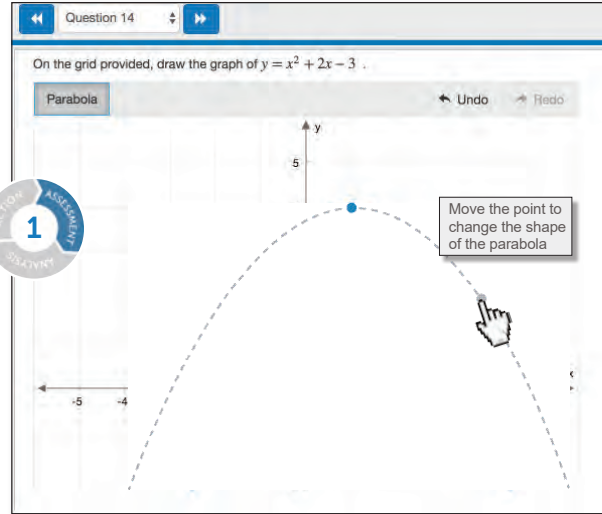 Question 14
On the grid provided, draw the graph of y = x² + 2x − 3 .
Parabola
Undo
Redo
y
5
ASSESSMENT
1
ANALYSIS
Move the point to
change the shape
of the parabola
-5
-4